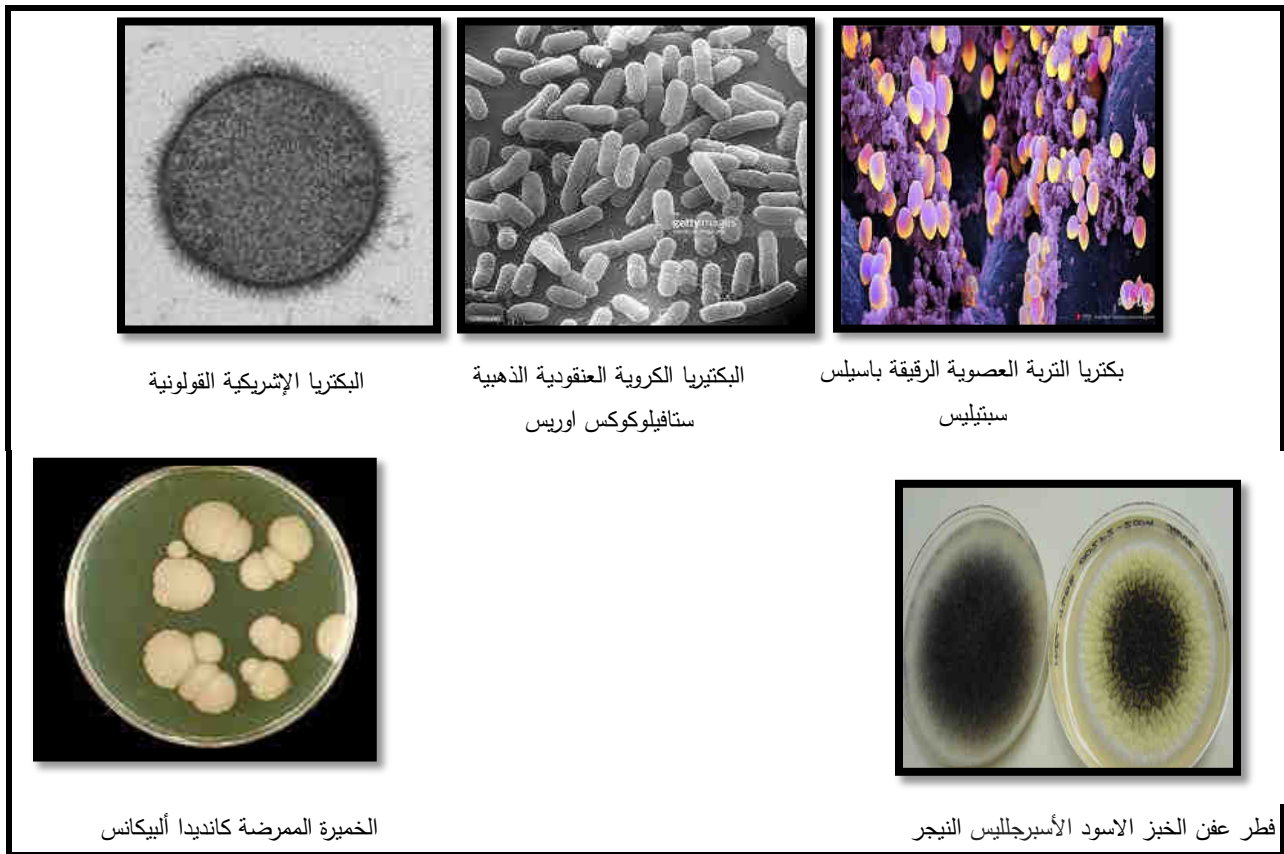 gettyimages
بكتريا التربة العصوية الرقيقة باسيلس
سبتيليس
البكتيريا الكروية العنقودية الذهبية
ستافيلوكوكس اوريس
البكتريا الإشريكية القولونية
فطر عفن الخبز الاسود الأسبرجلليس النيجر
الخميرة الممرضة كانديدا ألبيكانس